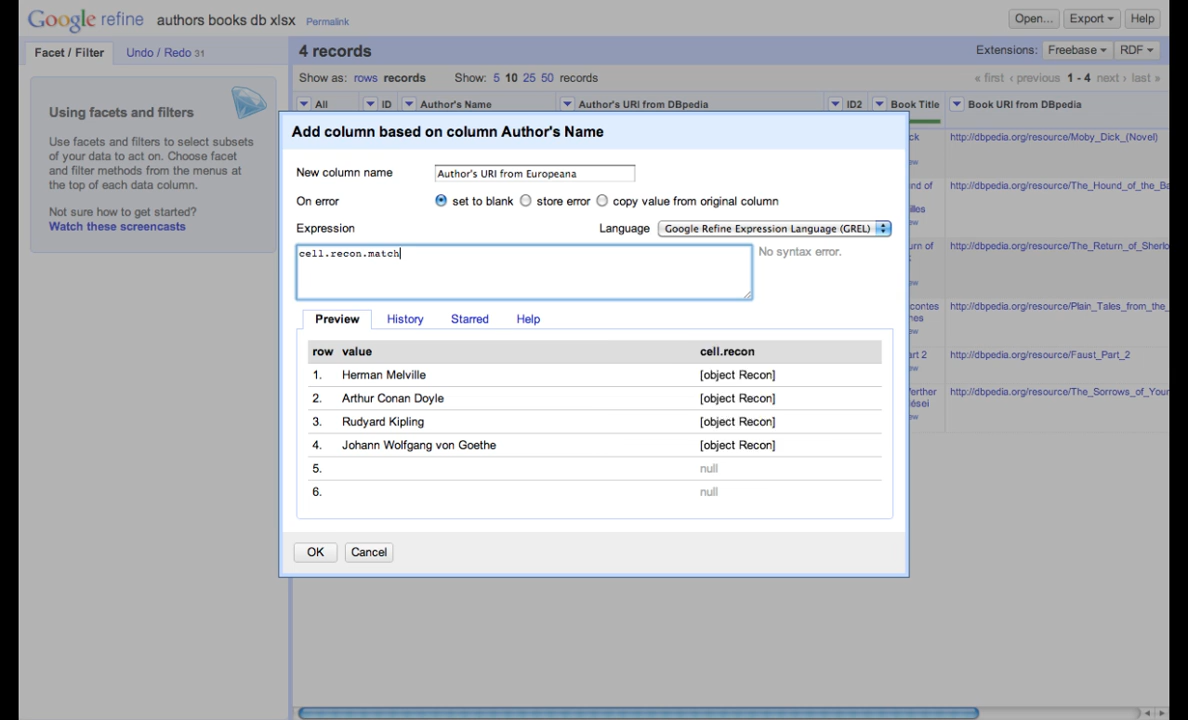 Google refine authors books db xlsx Permalink
Open... Export Help
Facet / Filter Undo / Redo 31
4 records
Extensions: Freebase RDF
Show as: rows records Show: 5 10 25 50 records
« first ‹ previous 1 - 4 next › last »
All ID Author's Name Author's URI from DBpedia ID2 Book Title Book URI from DBpedia
Using facets and filters
Use facets and filters to select subsets
of your data to act on. Choose facet
and filter methods from the menus at
the top of each data column.
Not sure how to get started?
Watch these screencasts
Add column based on column Author's Name
New column name Author's URI from Europeana
On error set to blank store error copy value from original column
Expression Language Google Refine Expression Language (GREL)
cell.recon.match
No syntax error.
Preview History Starred Help
row value cell.recon
1. Herman Melville [object Recon]
2. Arthur Conan Doyle [object Recon]
3. Rudyard Kipling [object Recon]
4. Johann Wolfgang von Goethe [object Recon]
5. null
6. null
OK Cancel
http://dbpedia.org/resource/Moby_Dick_(Novel)
http://dbpedia.org/resource/The_Hound_of_the_Ba
http://dbpedia.org/resource/The_Return_of_Sherlo
http://dbpedia.org/resource/Plain_Tales_from_the_
http://dbpedia.org/resource/Faust_Part_2
http://dbpedia.org/resource/The_Sorrows_of_Your